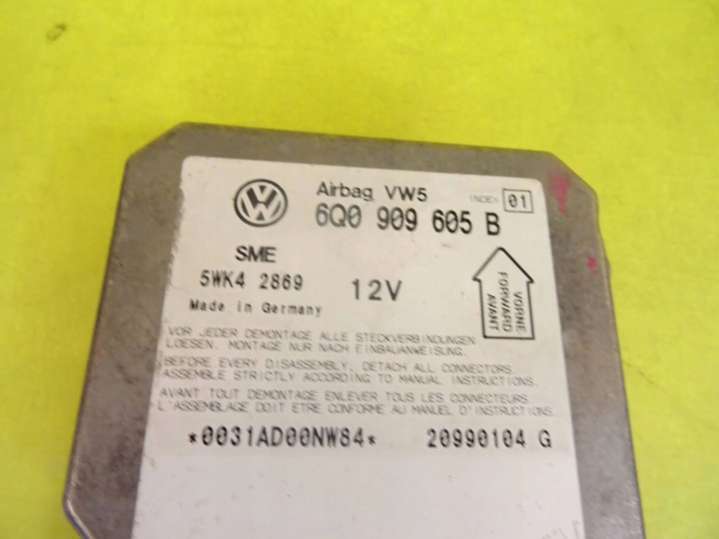 Airbag VW5
INDEX 01
6Q0 909 605 B
SME
5WK4 2869
12V
Made in Germany
VORNE
FORWARD
AVANT
VOR JEDER DEMONTAGE ALLE STECKVERBINDUNGEN
LOESEN. MONTAGE NUR NACH EINBAUANWEISUNG.
BEFORE EVERY DISASSEMBLY, DETACH ALL CONNECTORS.
ASSEMBLE STRICTLY ACCORDING TO MANUAL INSTRUCTIONS.
AVANT TOUT DEMONTAGE ENLEVER TOUS LES CONNECTEURS.
L'ASSEMBLAGE DOIT ETRE CONFORME AU MANUEL D'INSTRUCTIONS
*0031AD00NW84*
20990104 G